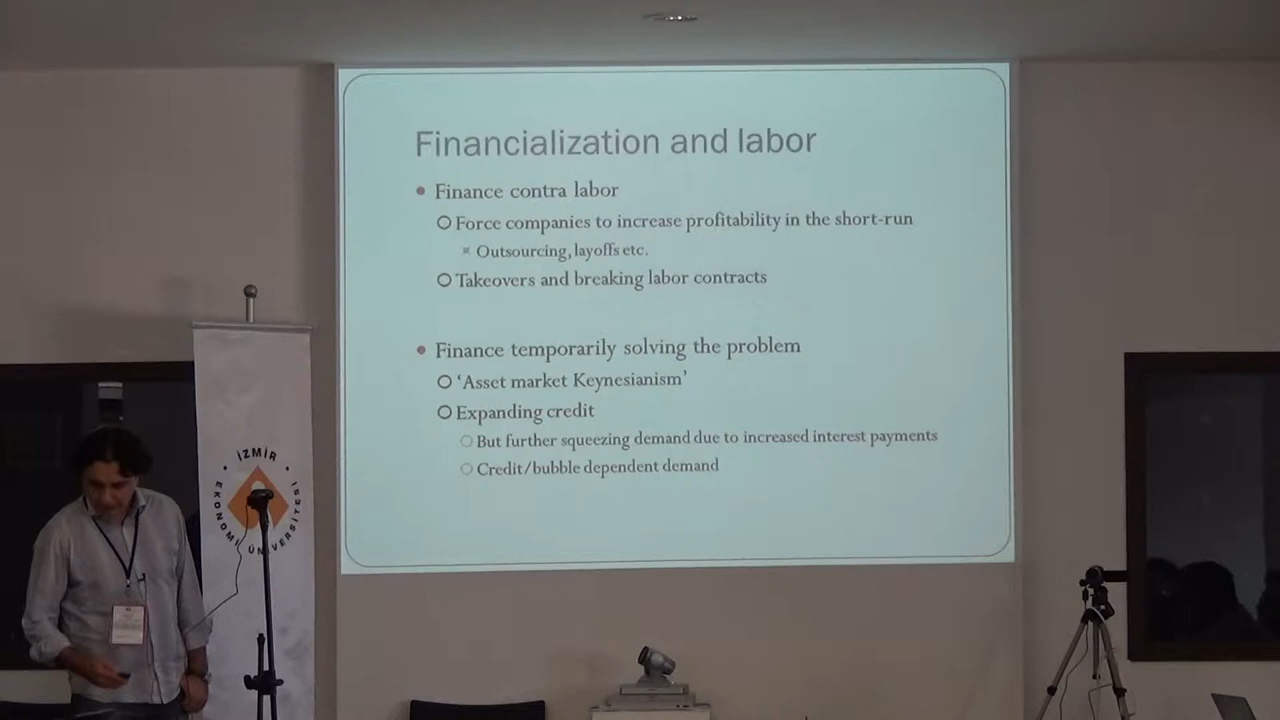 Financialization and labor
Finance contra labor
Force companies to increase profitability in the short-run
Outsourcing, layoffs etc.
Takeovers and breaking labor contracts
Finance temporarily solving the problem
'Asset market Keynesianism'
Expanding credit
But further squeezing demand due to increased interest payments
Credit/bubble dependent demand
İZMİR
EKONOMİ ÜNİVERSİTESİ